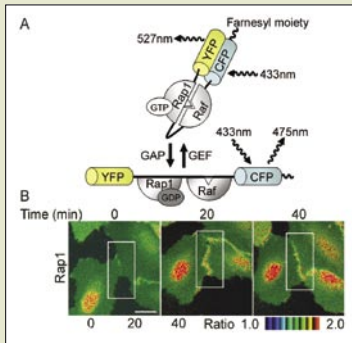 A
Farnesyl moiety
527nm
YFP
CFP
433nm
Rap1
Raf
GTP
GAP
GEF
433nm
475nm
YFP
Rap1
GDP
Raf
CFP
B
Time (min) 0 20 40
Rap1
0 20 40 Ratio 1.0 2.0